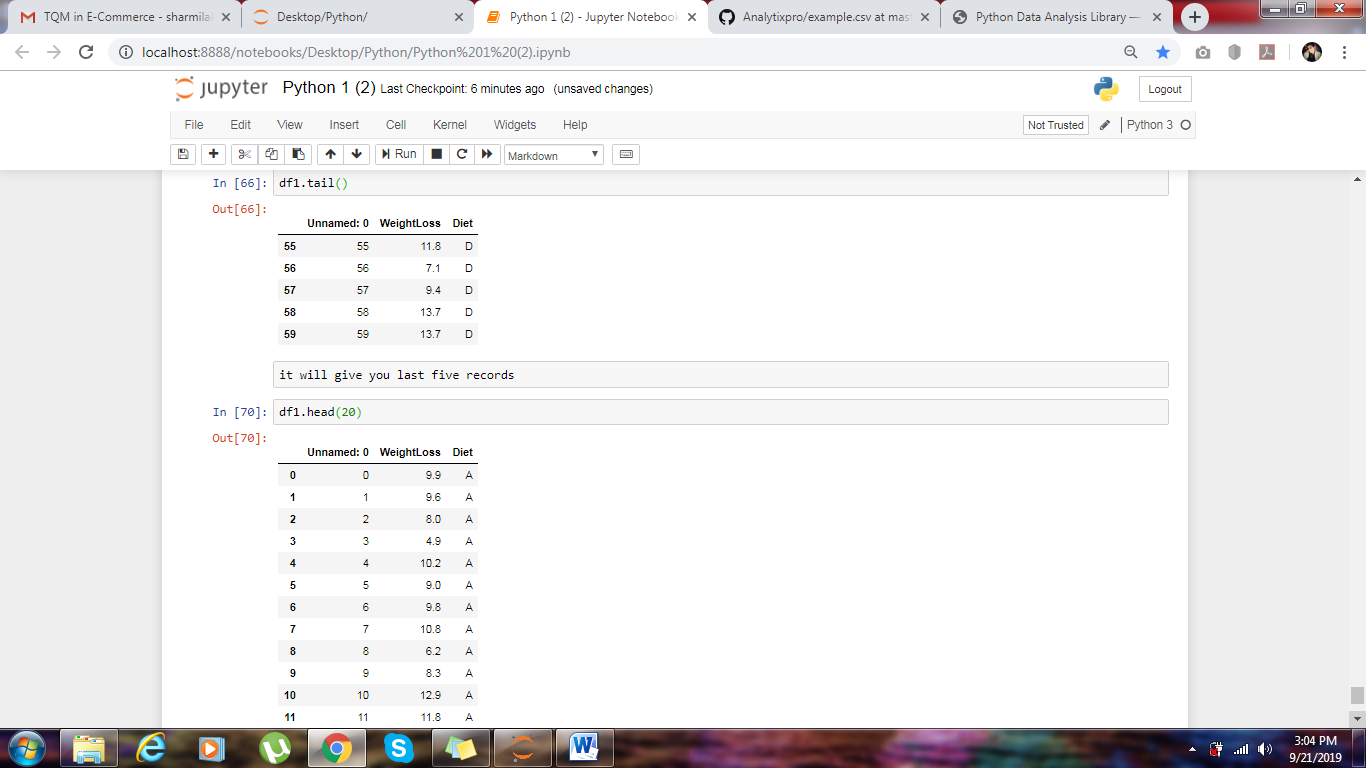 TQM in E-Commerce - sharmila
Desktop/Python/
Python 1 (2) - Jupyter Notebook
Analytixpro/example.csv at mas
Python Data Analysis Library —
localhost:8888/notebooks/Desktop/Python/Python%201%20(2).ipynb
jupyter Python 1 (2) Last Checkpoint: 6 minutes ago (unsaved changes)
Logout
File Edit View Insert Cell Kernel Widgets Help
Not Trusted Python 3
Run Markdown
In [66]: df1.tail()
Out[66]:
Unnamed: 0 WeightLoss Diet
55 55 11.8 D
56 56 7.1 D
57 57 9.4 D
58 58 13.7 D
59 59 13.7 D
it will give you last five records
In [70]: df1.head(20)
Out[70]:
Unnamed: 0 WeightLoss Diet
0 0 9.9 A
1 1 9.6 A
2 2 8.0 A
3 3 4.9 A
4 4 10.2 A
5 5 9.0 A
6 6 9.8 A
7 7 10.8 A
8 8 6.2 A
9 9 8.3 A
10 10 12.9 A
11 11 11.8 A
3:04 PM
9/21/2019